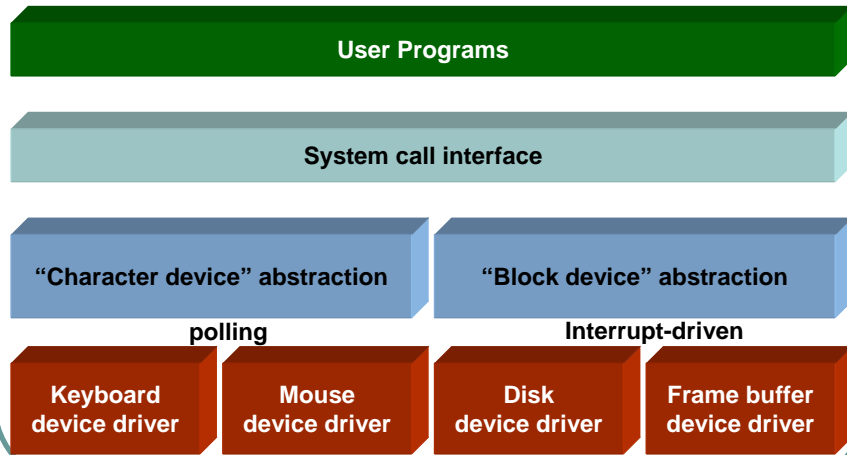 User Programs
System call interface
“Character device” abstraction
“Block device” abstraction
polling
Interrupt-driven
Keyboard
device driver
Mouse
device driver
Disk
device driver
Frame buffer
device driver